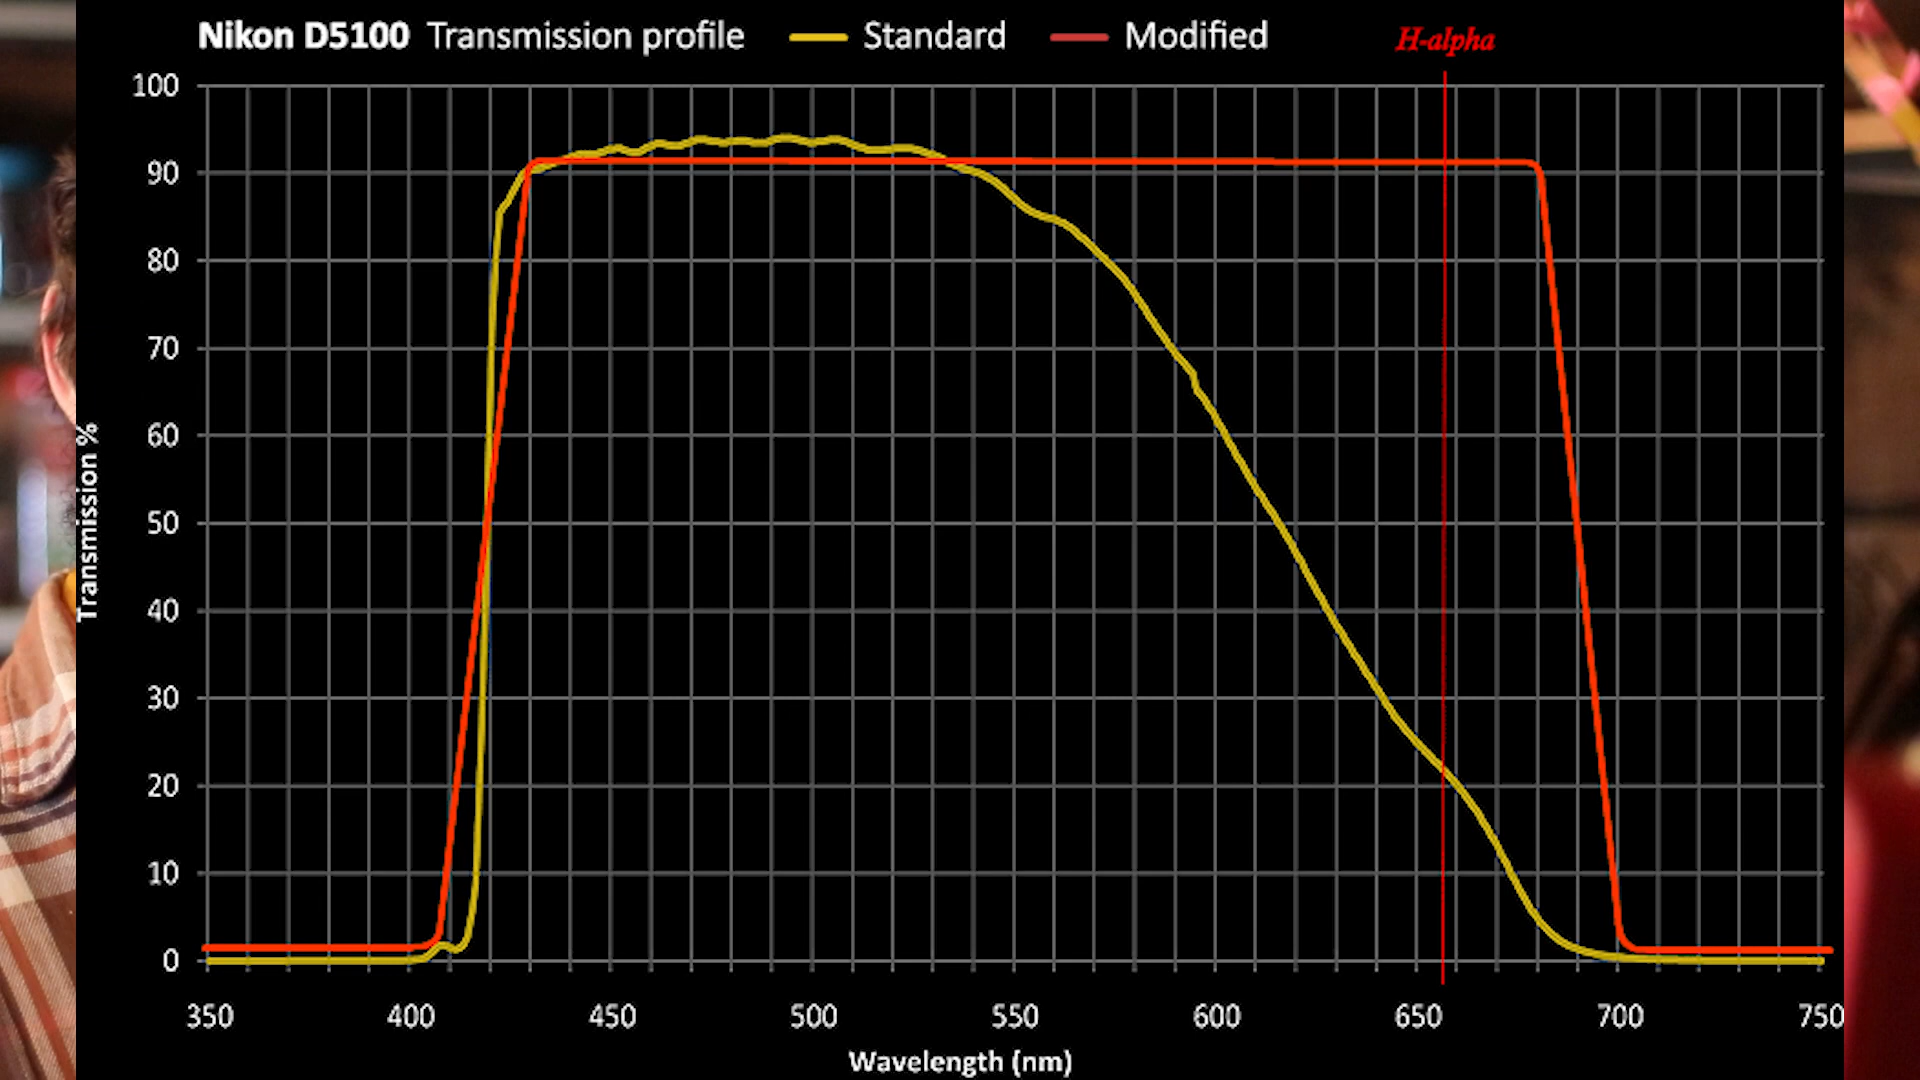 Nikon D5100 Transmission profile Standard Modified H-alpha
100
90
80
70
60
50
40
30
20
10
0
Transmission %
350 400 450 500 550 600 650 700 750
Wavelength (nm)